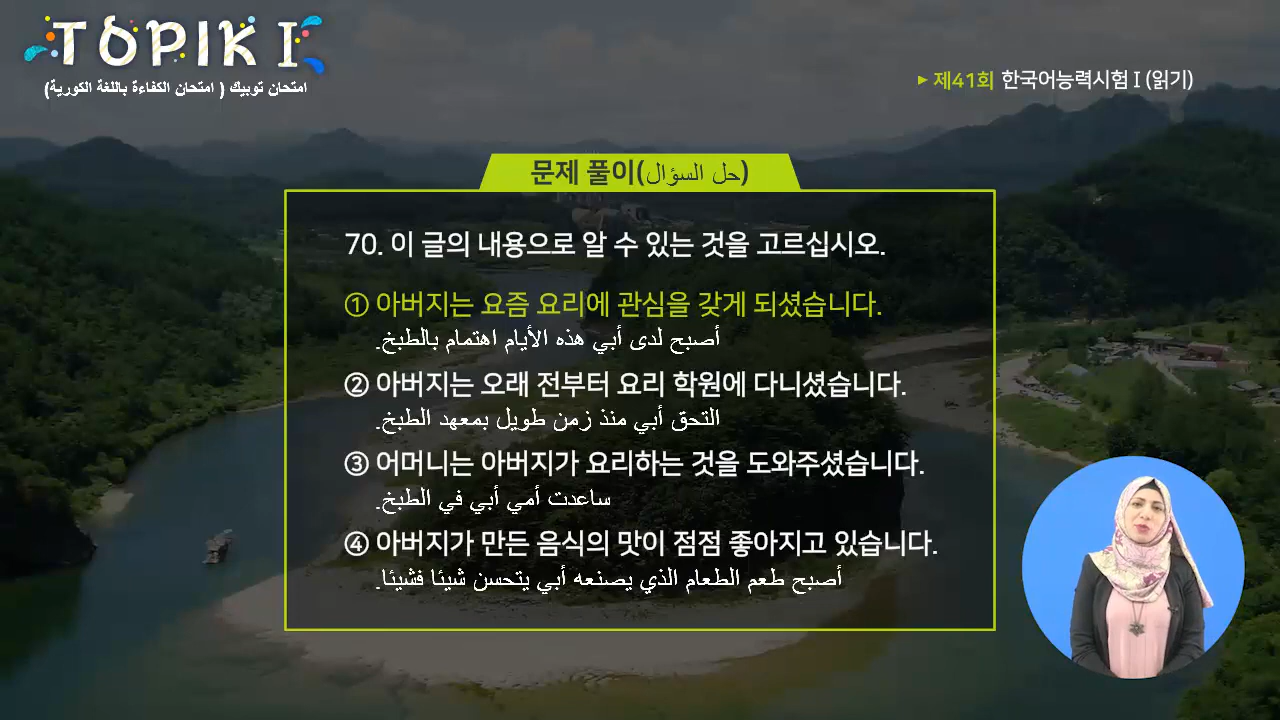 TOPIK I
امتحان توبيك ( امتحان الكفاءة باللغة الكورية)
▸ 제41회 한국어능력시험 I (읽기)
문제 풀이(حل السؤال)
70. 이 글의 내용으로 알 수 있는 것을 고르십시오.
① 아버지는 요즘 요리에 관심을 갖게 되셨습니다.
أصبح لدى أبي هذه الأيام اهتمام بالطبخ.
② 아버지는 오래 전부터 요리 학원에 다니셨습니다.
التحق أبي منذ زمن طويل بمعهد الطبخ.
③ 어머니는 아버지가 요리하는 것을 도와주셨습니다.
ساعدت أمي أبي في الطبخ.
④ 아버지가 만든 음식의 맛이 점점 좋아지고 있습니다.
أصبح طعم الطعام الذي يصنعه أبي يتحسن شيئا فشيئا.